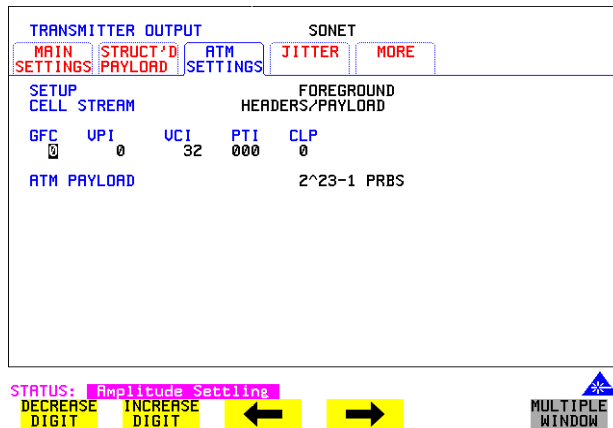 TRANSMITTER OUTPUT SONET
MAIN SETTINGS STRUCT'D PAYLOAD ATM SETTINGS JITTER MORE
SETUP FOREGROUND
CELL STREAM HEADERS/PAYLOAD
GFC VPI VCI PTI CLP
0 0 32 000 0
ATM PAYLOAD 2^23-1 PRBS
STATUS: Amplitude Settling
DECREASE DIGIT INCREASE DIGIT MULTIPLE WINDOW